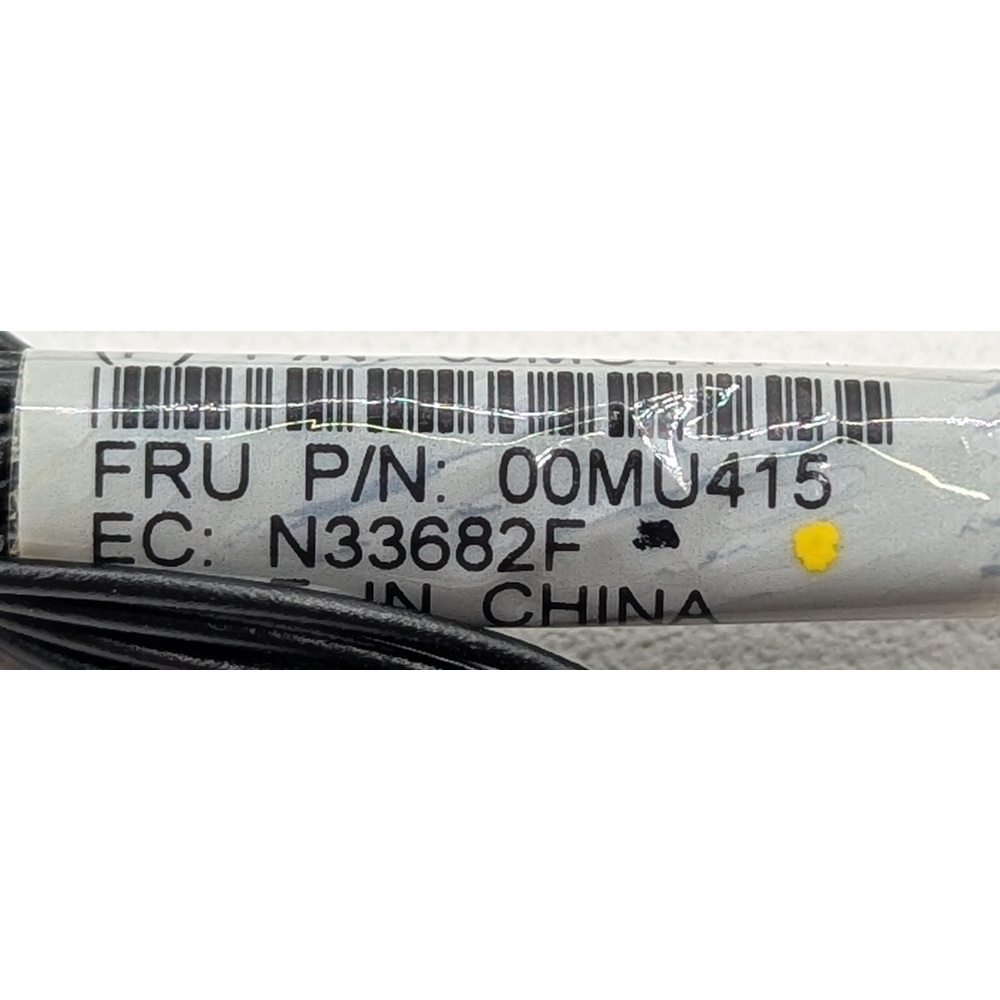 FRU P/N: 00MU415
EC: N33682F
IN CHINA